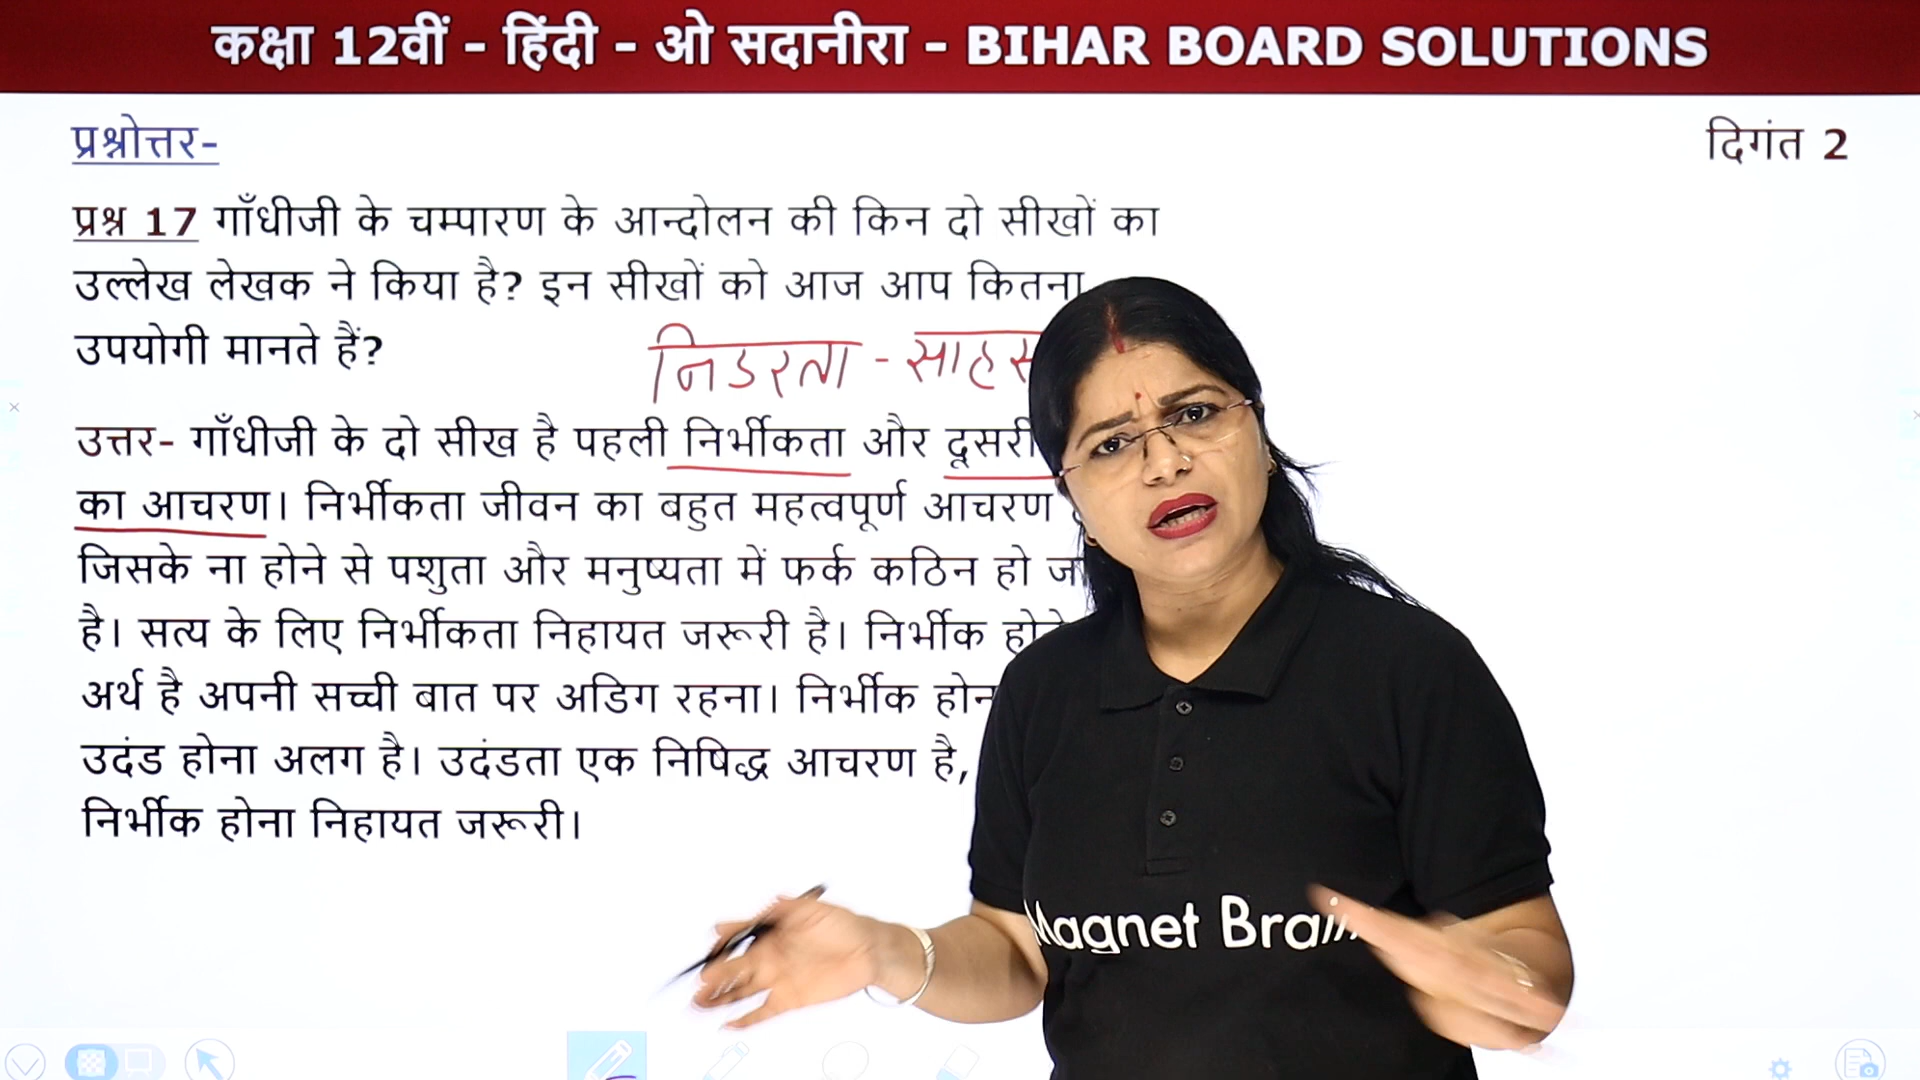 कक्षा 12वीं - हिंदी - ओ सदानीरा - BIHAR BOARD SOLUTIONS
प्रश्नोत्तर-
दिगंत 2
प्रश्न 17 गाँधीजी के चम्पारण के आन्दोलन की किन दो सीखों का
उल्लेख लेखक ने किया है? इन सीखों को आज आप कितना
उपयोगी मानते हैं?
निडरता - साहस
उत्तर- गाँधीजी के दो सीख है पहली निर्भीकता और दूसरी
का आचरण। निर्भीकता जीवन का बहुत महत्वपूर्ण आचरण
जिसके ना होने से पशुता और मनुष्यता में फर्क कठिन हो
है। सत्य के लिए निर्भीकता निहायत जरूरी है। निर्भीक
अर्थ है अपनी सच्ची बात पर अडिग रहना। निर्भीक
उदंड होना अलग है। उदंडता एक निषिद्ध आचरण है,
निर्भीक होना निहायत जरूरी।
Magnet Brain